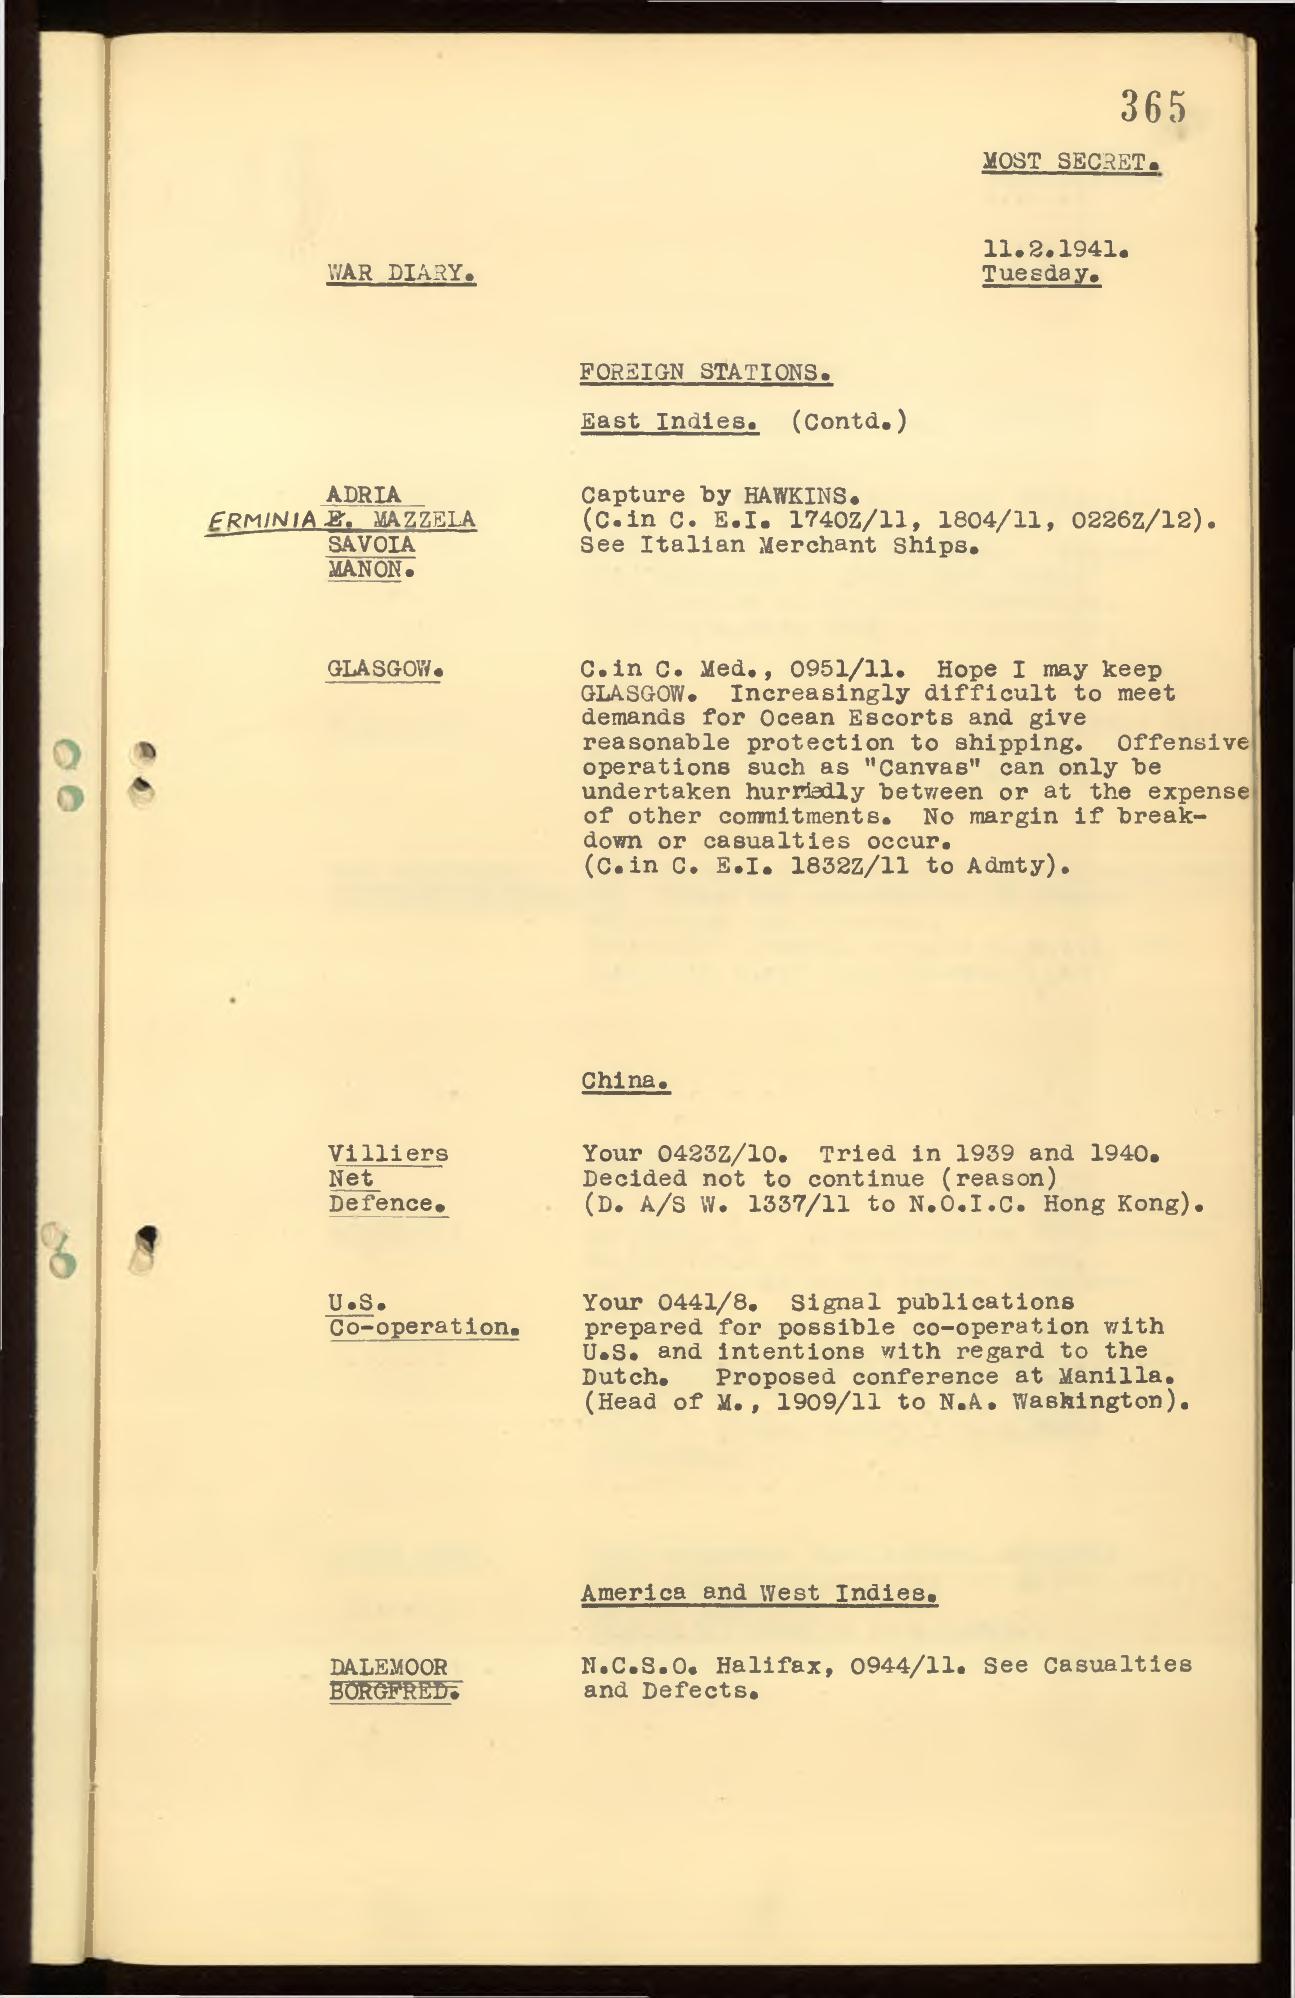 365
MOST SECRET.
11.2.1941.
WAR DIARY. Tuesday.
FOREIGN STATIONS.
East Indies. (Contd.)
ADRIA Capture by HAWKINS.
ERMINIA E. MAZZELA (C.in C. E.I. 1740Z/11, 1804/11, 0226Z/12).
SAVOIA See Italian Merchant Ships.
MANON.
GLASGOW. C.in C. Med., 0951/11. Hope I may keep
GLASGOW. Increasingly difficult to meet
demands for Ocean Escorts and give
reasonable protection to shipping. Offensive
operations such as "Canvas" can only be
undertaken hurriedly between or at the expense
of other commitments. No margin if break-
down or casualties occur.
(C.in C. E.I. 1832Z/11 to Admty).
China.
Villiers Your 0423Z/10. Tried in 1939 and 1940.
Net Decided not to continue (reason)
Defence. (D. A/S W. 1337/11 to N.O.I.C. Hong Kong).
U.S. Your 0441/8. Signal publications
Co-operation. prepared for possible co-operation with
U.S. and intentions with regard to the
Dutch. Proposed conference at Manilla.
(Head of M., 1909/11 to N.A. Washington).
America and West Indies.
DALEMOOR N.C.S.O. Halifax, 0944/11. See Casualties
BORGFRED. and Defects.